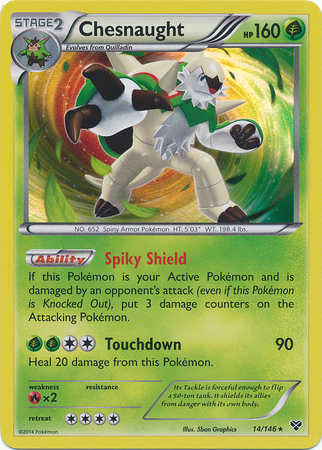 STAGE2
Chesnaught
HP 160
Evolves from Quilladin
NO. 652 Spiny Armor Pokémon HT: 5'03" WT: 198.4 lbs.
Ability Spiky Shield
If this Pokémon is your Active Pokémon and is
damaged by an opponent's attack (even if this Pokémon
is Knocked Out), put 3 damage counters on the
Attacking Pokémon.
Touchdown 90
Heal 20 damage from this Pokémon.
weakness resistance
×2
retreat
Its Tackle is forceful enough to flip
a 50-ton tank. It shields its allies
from danger with its own body.
©2014 Pokémon
Illus. 5ban Graphics
14/146 ★
XY